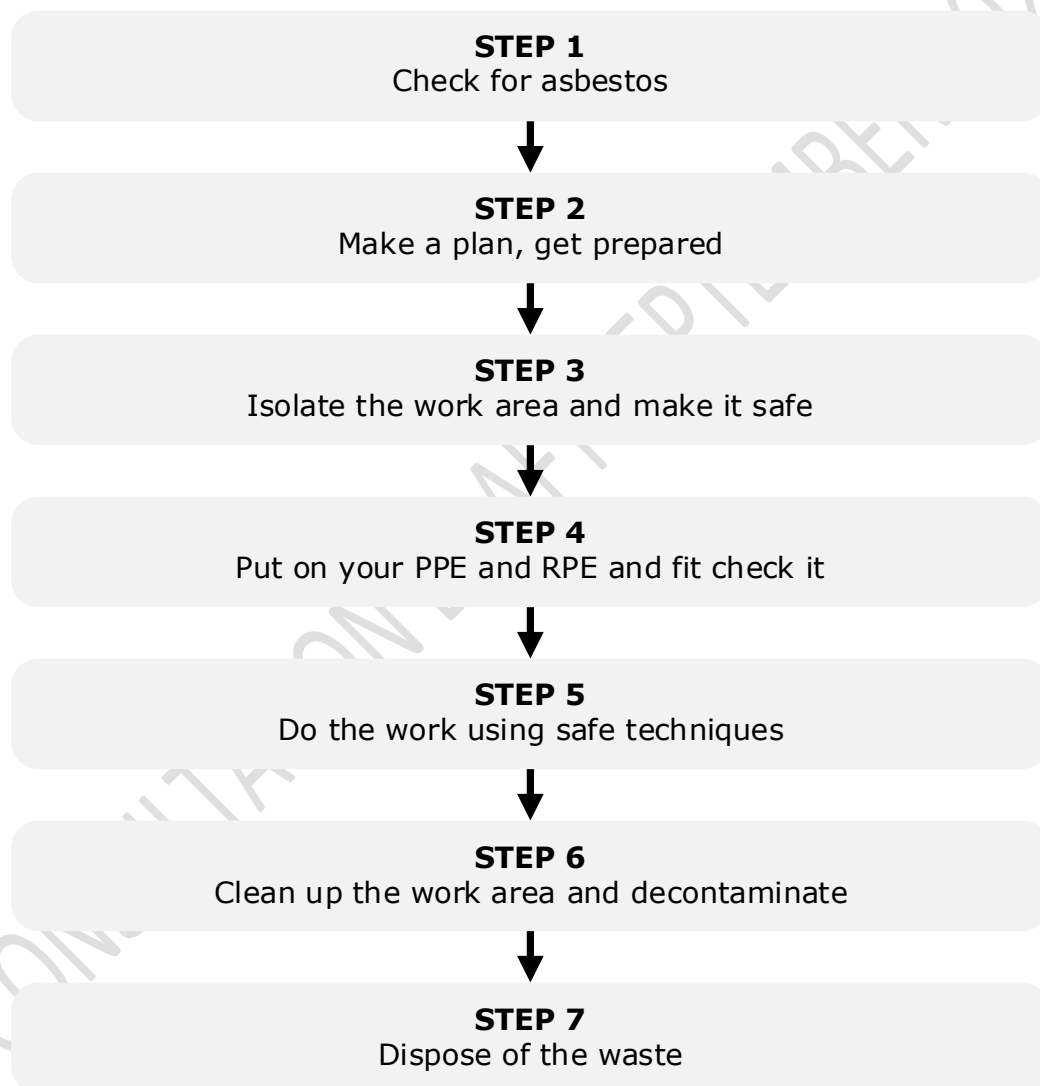 STEP 1
Check for asbestos
STEP 2
Make a plan, get prepared
STEP 3
Isolate the work area and make it safe
STEP 4
Put on your PPE and RPE and fit check it
STEP 5
Do the work using safe techniques
STEP 6
Clean up the work area and decontaminate
STEP 7
Dispose of the waste